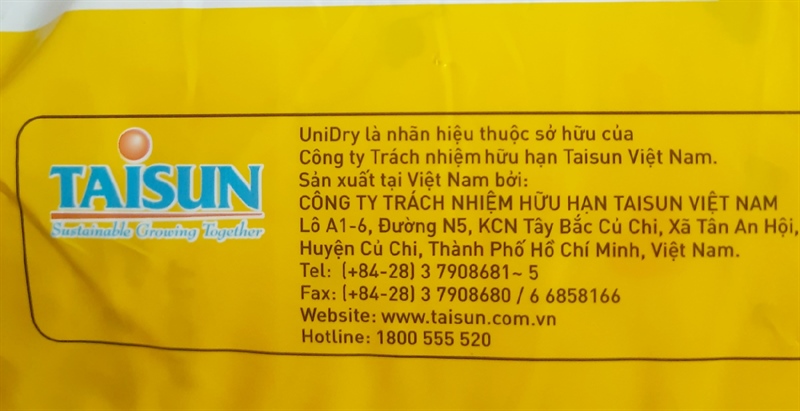 TAISUN
Sustainable Growing Together
UniDry là nhãn hiệu thuộc sở hữu của
Công ty Trách nhiệm hữu hạn Taisun Việt Nam.
Sản xuất tại Việt Nam bởi:
CÔNG TY TRÁCH NHIỆM HỮU HẠN TAISUN VIỆT NAM
Lô A1-6, Đường N5, KCN Tây Bắc Củ Chi, Xã Tân An Hội,
Huyện Củ Chi, Thành Phố Hồ Chí Minh, Việt Nam.
Tel: (+84-28) 3 7908681~ 5
Fax: (+84-28) 3 7908680 / 6 6858166
Website: www.taisun.com.vn
Hotline: 1800 555 520